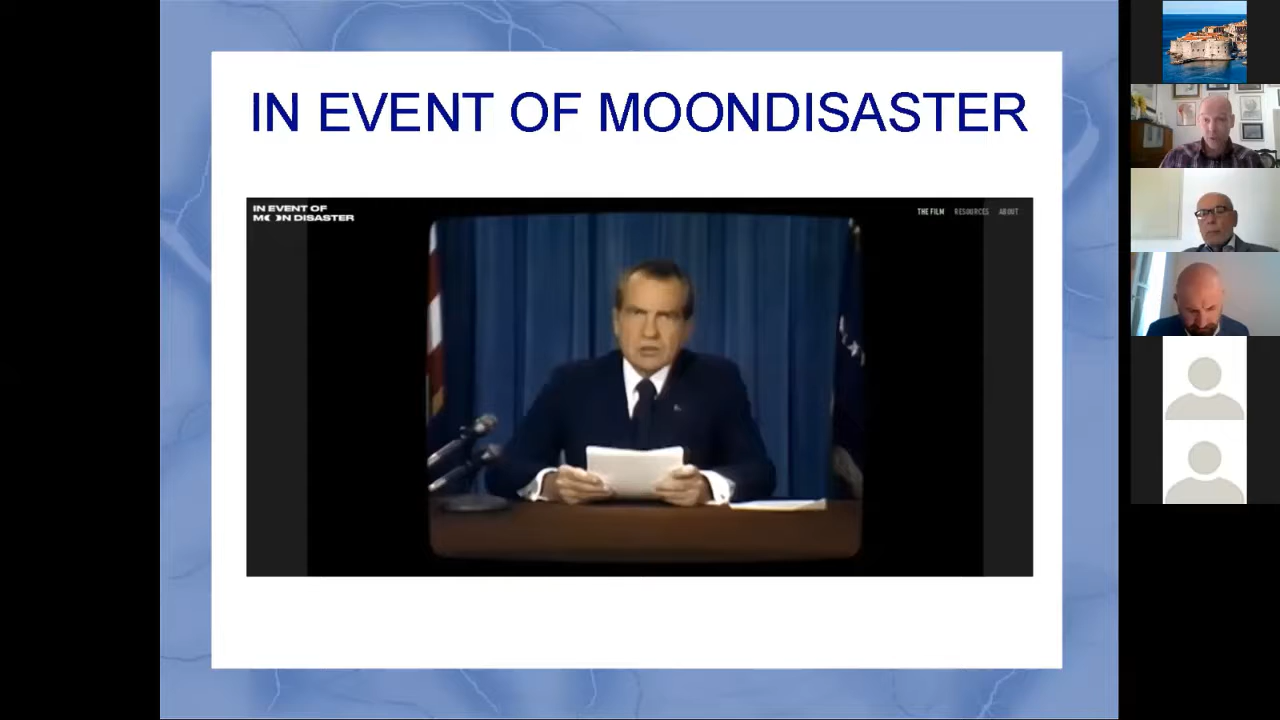 IN EVENT OF MOONDISASTER
IN EVENT OF
MOON DISASTER
THE FILM RESOURCES ABOUT